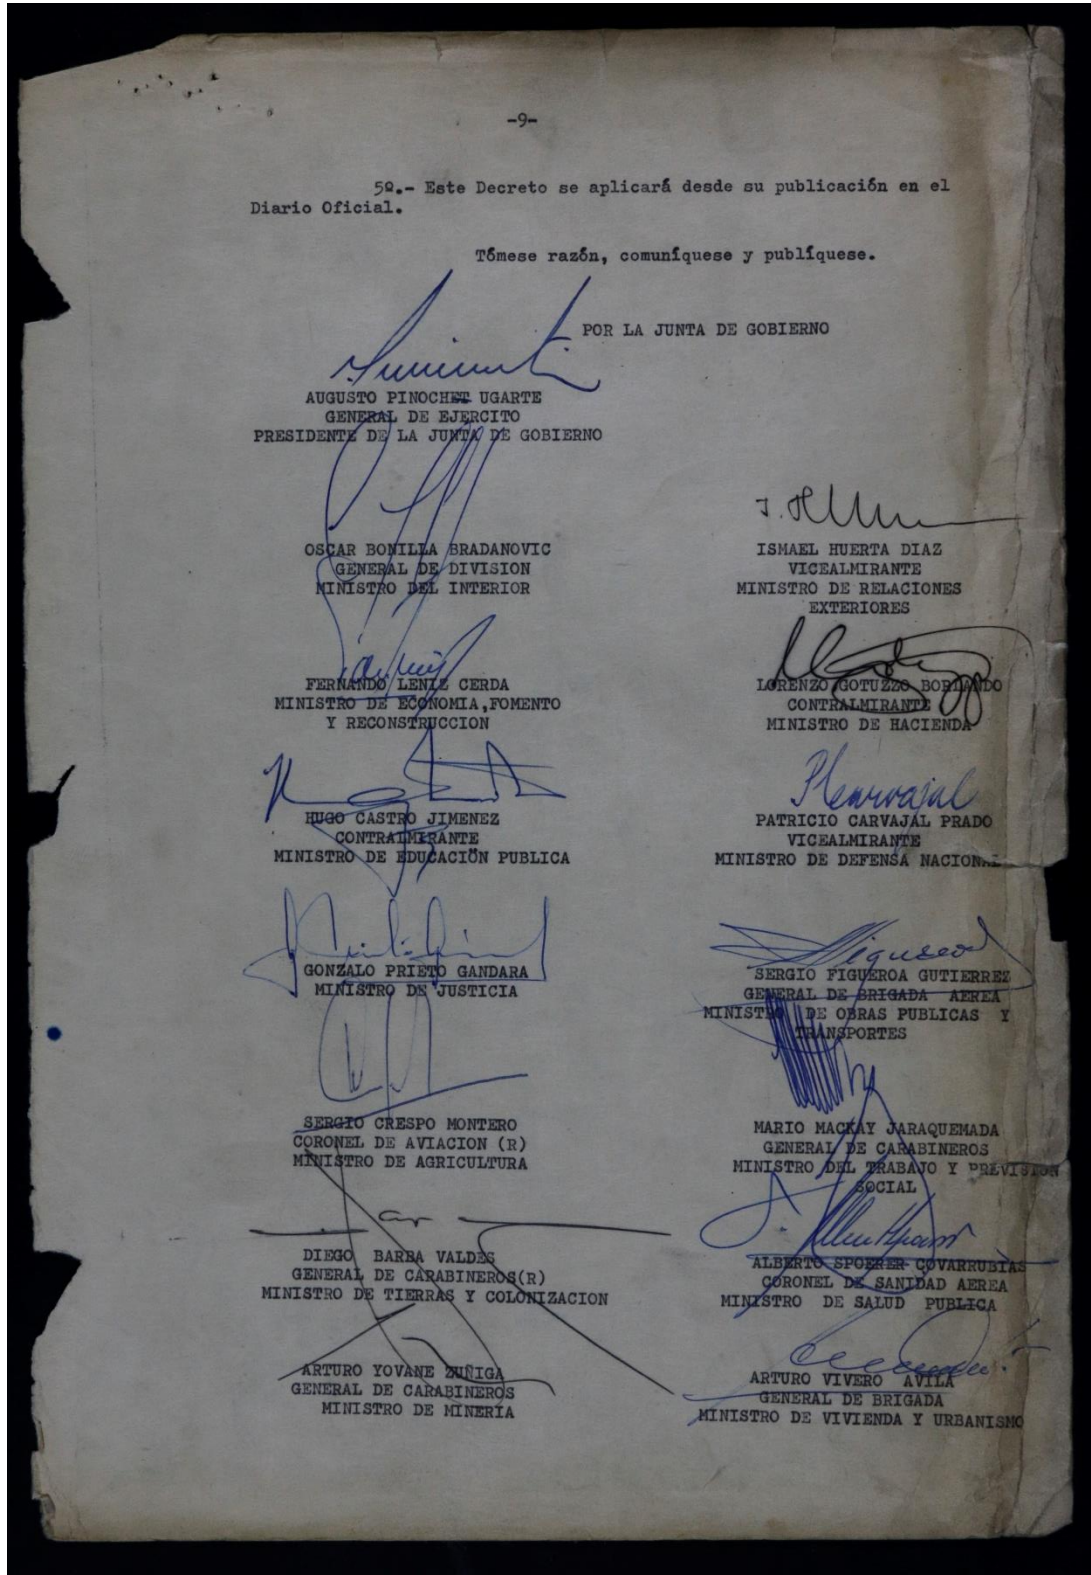 -9-
5º.- Este Decreto se aplicará desde su publicación en el
Diario Oficial.
Tómese razón, comuníquese y publíquese.
POR LA JUNTA DE GOBIERNO
AUGUSTO PINOCHET UGARTE
GENERAL DE EJERCITO
PRESIDENTE DE LA JUNTA DE GOBIERNO
OSCAR BONILLA BRADANOVIC
GENERAL DE DIVISION
MINISTRO DEL INTERIOR
I. H
ISMAEL HUERTA DIAZ
VICEALMIRANTE
MINISTRO DE RELACIONES
EXTERIORES
FERNANDO LENIZ CERDA
MINISTRO DE ECONOMIA,FOMENTO
Y RECONSTRUCCION
LORENZO GOTUZZO BORLANDO
CONTRALMIRANTE
MINISTRO DE HACIENDA
HUGO CASTRO JIMENEZ
CONTRALMIRANTE
MINISTRO DE EDUCACIÓN PUBLICA
PCarvajal
PATRICIO CARVAJAL PRADO
VICEALMIRANTE
MINISTRO DE DEFENSA NACIONAL
GONZALO PRIETO GANDARA
MINISTRO DE JUSTICIA
Figueroa
SERGIO FIGUEROA GUTIERREZ
GENERAL DE BRIGADA AEREA
MINISTRO DE OBRAS PUBLICAS Y
TRANSPORTES
SERGIO CRESPO MONTERO
CORONEL DE AVIACION (R)
MINISTRO DE AGRICULTURA
MARIO MACKAY JARAQUEMADA
GENERAL DE CARABINEROS
MINISTRO DEL TRABAJO Y PREVISION
SOCIAL
DIEGO BARBA VALDES
GENERAL DE CARABINEROS(R)
MINISTRO DE TIERRAS Y COLONIZACION
ALBERTO SPOERER COVARRUBIAS
CORONEL DE SANIDAD AEREA
MINISTRO DE SALUD PUBLICA
ARTURO YOVANE ZUÑIGA
GENERAL DE CARABINEROS
MINISTRO DE MINERIA
ARTURO VIVERO AVILA
GENERAL DE BRIGADA
MINISTRO DE VIVIENDA Y URBANISMO